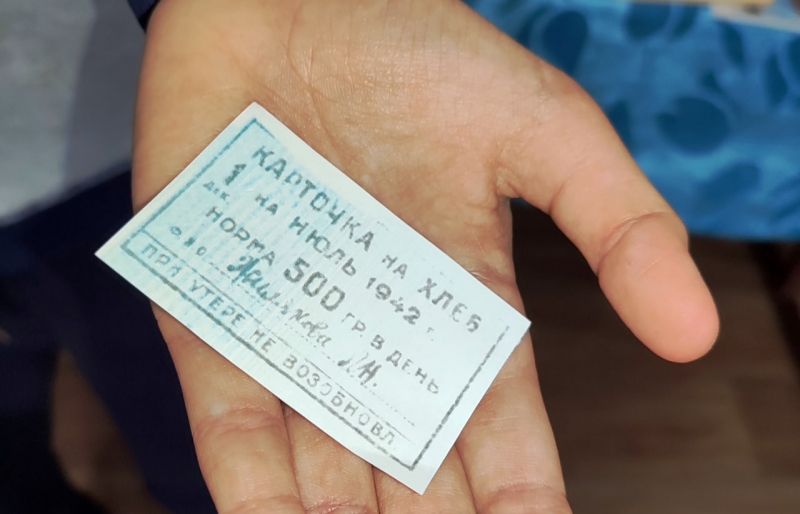 КАРТОЧКА НА ХЛЕБ
1 НА ИЮЛЬ 1942 Г.
НОРМА 500 ГР. В ДЕНЬ
Ф.И.О.
ПРИ УТЕРЕ НЕ ВОЗОБНОВЛ